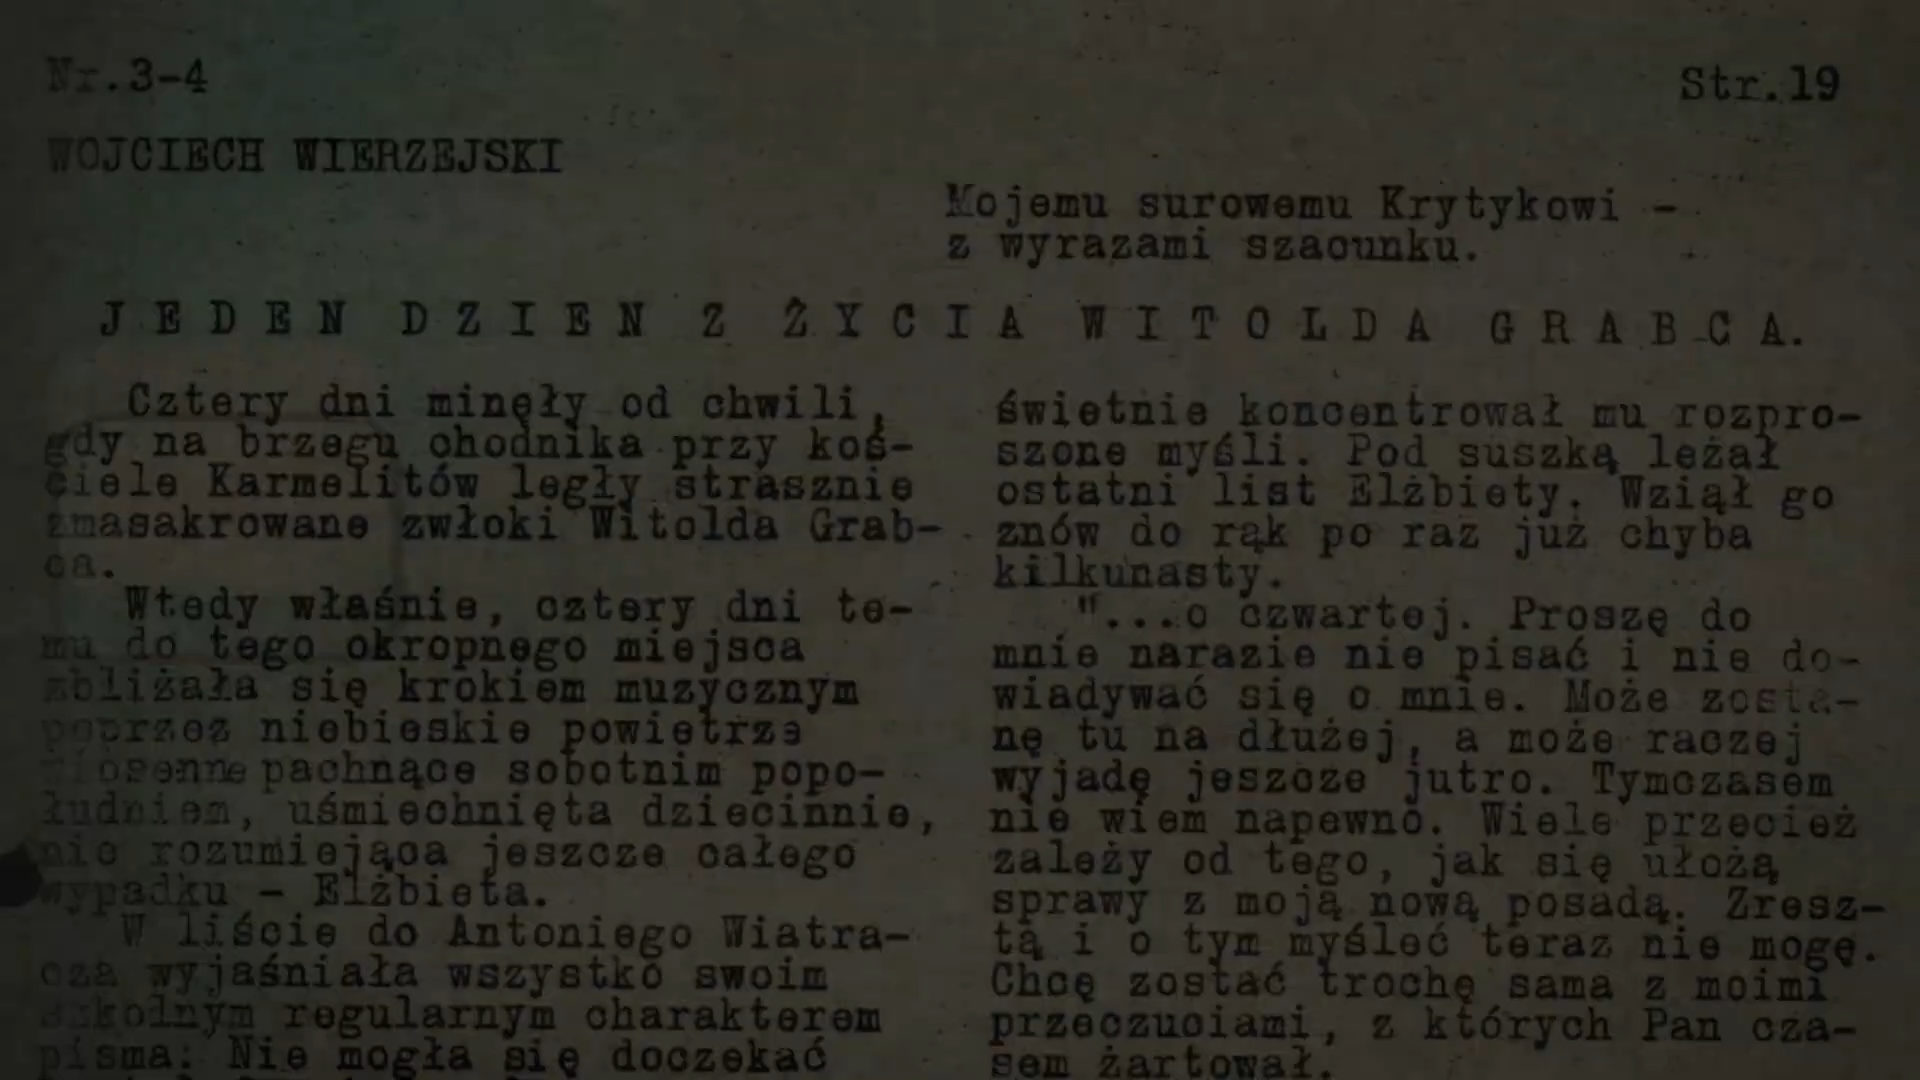 Nr.3-4
Str.19
WOJCIECH WIERZEJSKI
Mojemu surowemu Krytykowi -
z wyrazami szacunku.
JEDEN DZIEN Z ŻYCIA WITOLDA GRABCA.
Cztery dni minęły od chwili,
gdy na brzegu chodnika przy koś-
ciele Karmelitów legły strasznie
zmasakrowane zwłoki Witolda Grab-
ca.
Wtedy właśnie, cztery dni te-
mu do tego okropnego miejsca
zbliżała się krokiem muzycznym
poprzez niebieskie powietrze
wiosenne pachnące sobotnim popo-
łudniem, uśmiechnięta dziecinnie,
nie rozumiejąca jeszcze całego
wypadku - Elżbieta.
W liście do Antoniego Wiatra-
cza wyjaśniała wszystko swoim
szkolnym regularnym charakterem
pisma: Nie mogła się doczekać
świetnie koncentrował mu rozpro-
szone myśli. Pod suszką leżał
ostatni list Elżbiety. Wziął go
znów do rąk po raz już chyba
kilkunasty.
"...o czwartej. Proszę do
mnie narazie nie pisać i nie do-
wiadywać się o mnie. Może zosta-
nę tu na dłużej, a może raczej
wyjadę jeszcze jutro. Tymczasem
nie wiem napewno. Wiele przecież
zależy od tego, jak się ułożą
sprawy z moją nową posadą. Zresz-
tą i o tym myśleć teraz nie mogę.
Chcę zostać trochę sama z moimi
przeczuciami, z których Pan cza-
sem żartował.